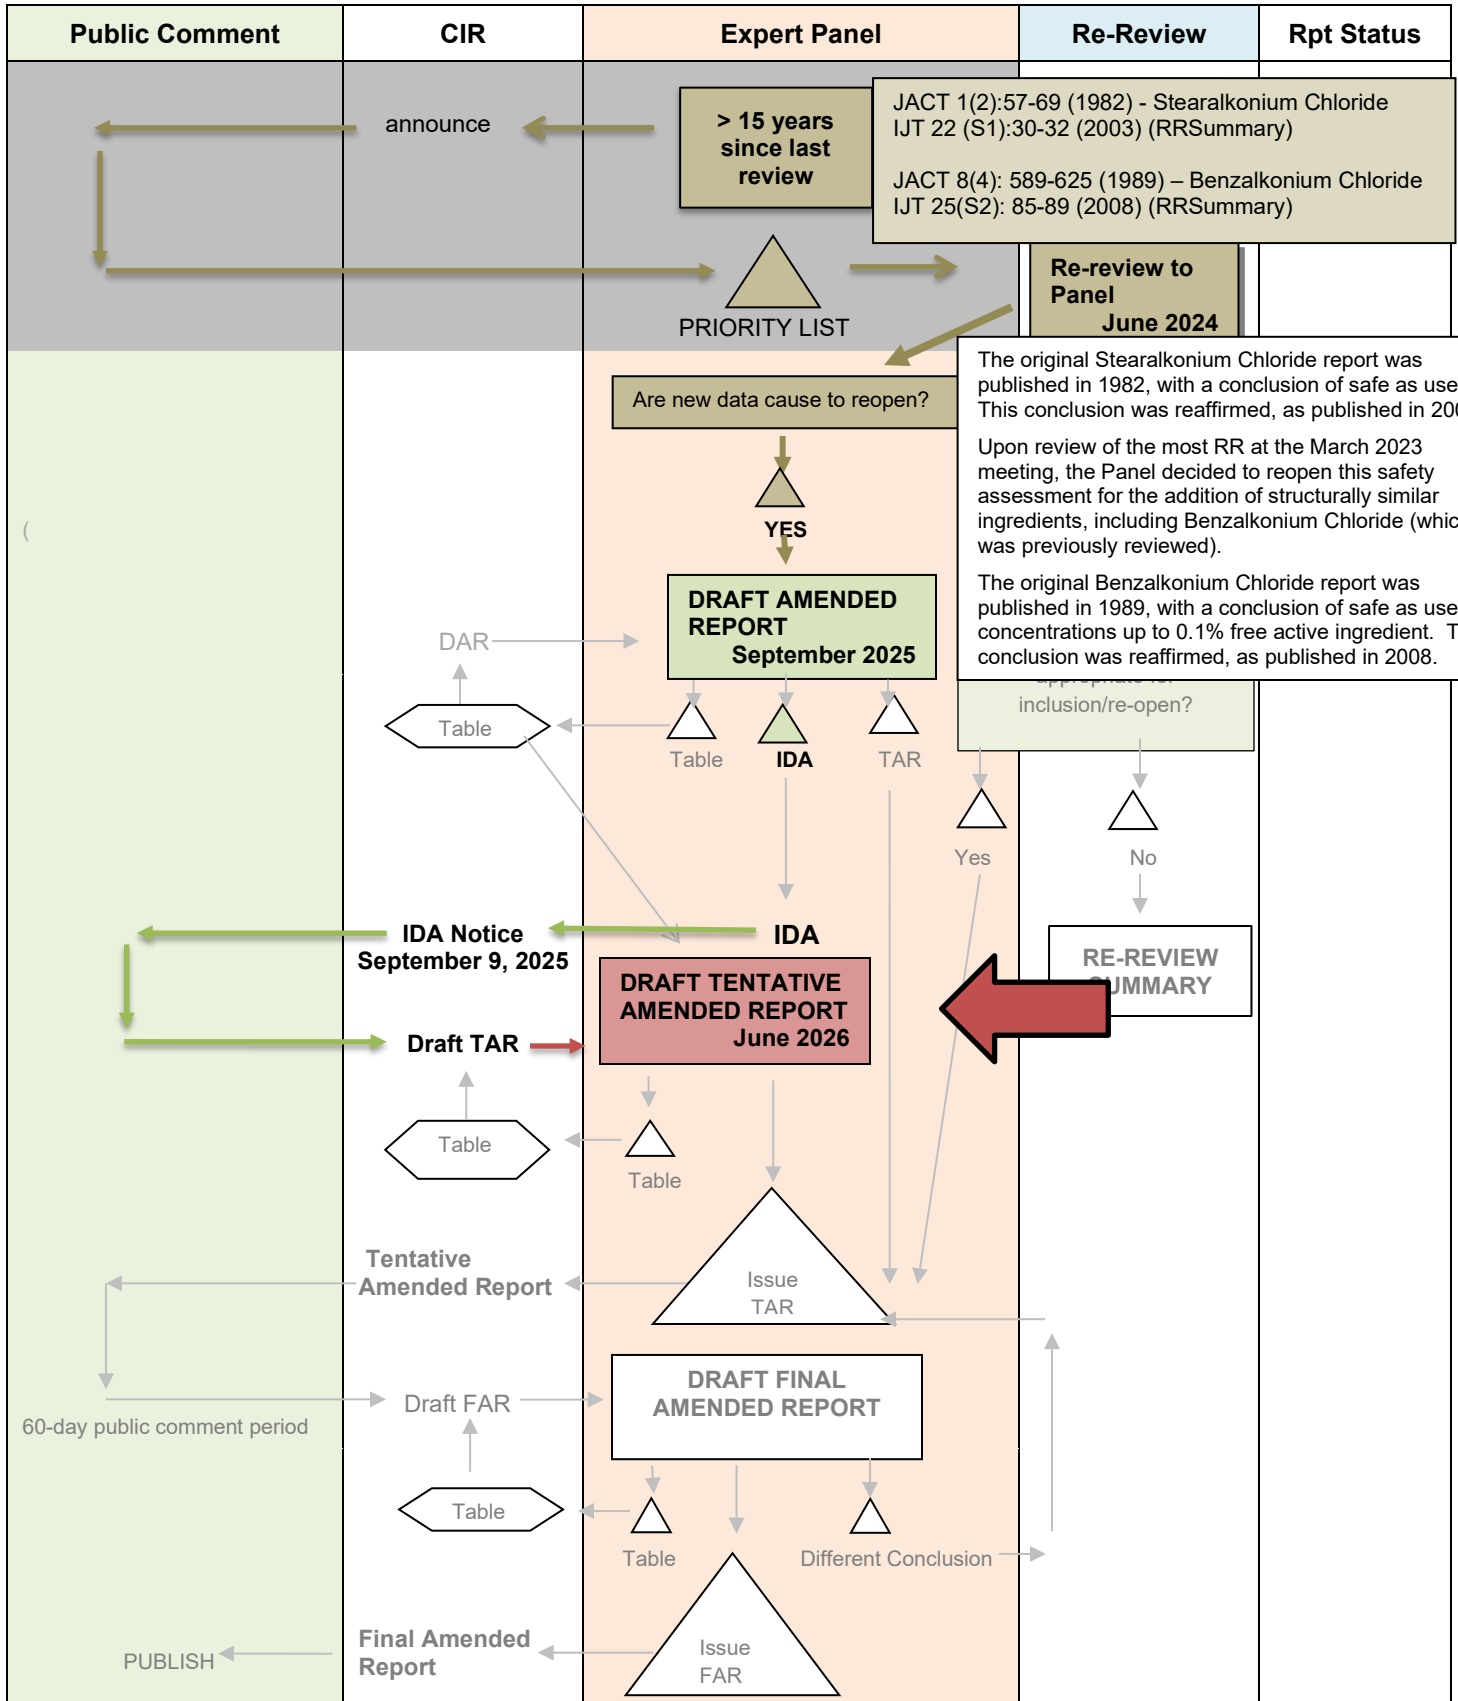 Public Comment
CIR
Expert Panel
Re-Review
Rpt Status
announce
> 15 years
since last
review
JACT 1(2):57-69 (1982) - Stearalkonium Chloride
IJT 22 (S1):30-32 (2003) (RRSummary)
JACT 8(4): 589-625 (1989) – Benzalkonium Chloride
IJT 25(S2): 85-89 (2008) (RRSummary)
PRIORITY LIST
Re-review to
Panel
June 2024
Are new data cause to reopen?
The original Stearalkonium Chloride report was
published in 1982, with a conclusion of safe as use
This conclusion was reaffirmed, as published in 200
Upon review of the most RR at the March 2023
meeting, the Panel decided to reopen this safety
assessment for the addition of structurally similar
ingredients, including Benzalkonium Chloride (whic
was previously reviewed).
The original Benzalkonium Chloride report was
published in 1989, with a conclusion of safe as use
concentrations up to 0.1% free active ingredient. T
conclusion was reaffirmed, as published in 2008.
appropriate for
inclusion/re-open?
YES
(
DRAFT AMENDED
REPORT
September 2025
DAR
Table
Table
IDA
TAR
Yes
No
IDA Notice
September 9, 2025
IDA
RE-REVIEW
SUMMARY
DRAFT TENTATIVE
AMENDED REPORT
June 2026
Draft TAR
Table
Table
Tentative
Amended Report
Issue
TAR
DRAFT FINAL
AMENDED REPORT
Draft FAR
60-day public comment period
Table
Table
Different Conclusion
PUBLISH
Final Amended
Report
Issue
FAR